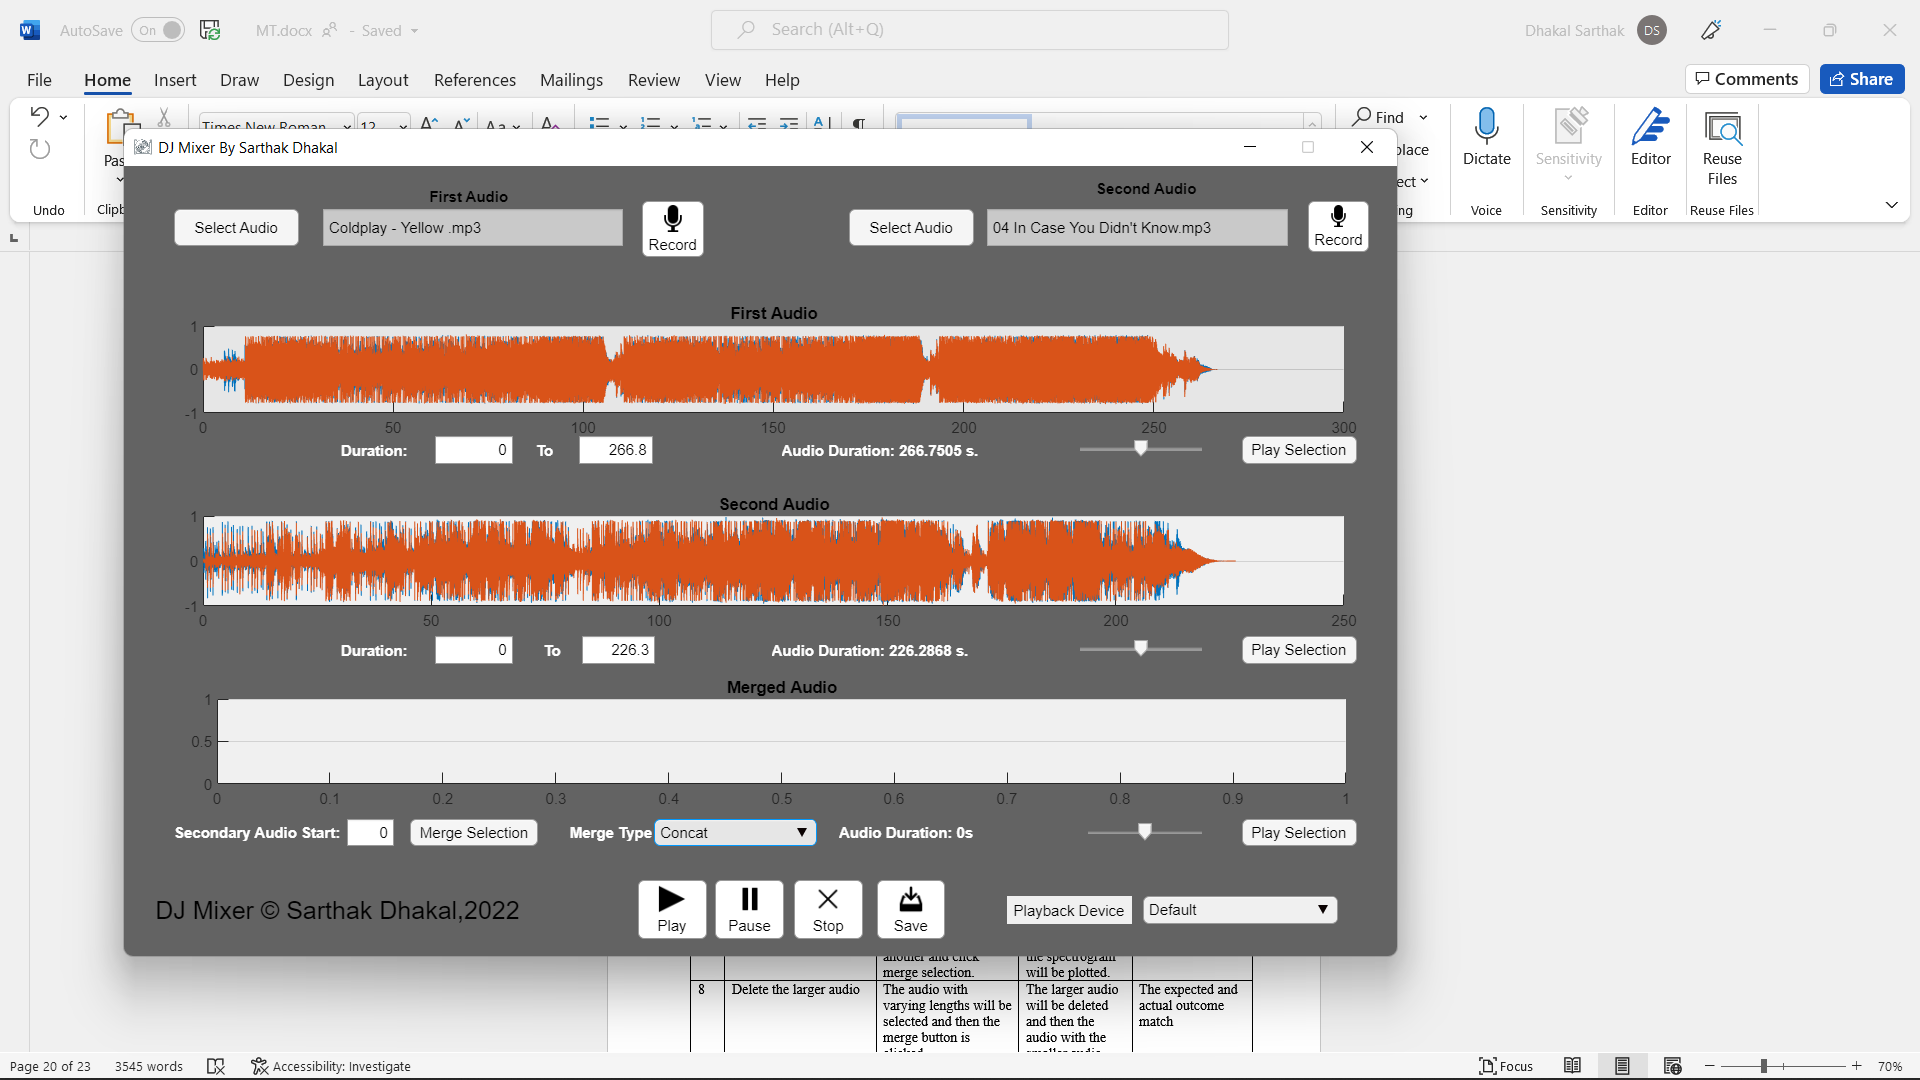 AutoSave On MT.docx - Saved Search (Alt+Q) Dhakal Sarthak DS
File Home Insert Draw Design Layout References Mailings Review View Help Comments Share
Times New Roman 12 Find
Dictate Sensitivity Editor Reuse Files
Undo Voice Sensitivity Editor Reuse Files
DJ Mixer By Sarthak Dhakal
First Audio Second Audio
Select Audio Coldplay - Yellow .mp3 Record Select Audio 04 In Case You Didn't Know.mp3 Record
First Audio
1
0
-1
0 50 100 150 200 250 300
Duration: 0 To 266.8 Audio Duration: 266.7505 s. Play Selection
Second Audio
1
0
-1
0 50 100 150 200 250
Duration: 0 To 226.3 Audio Duration: 226.2868 s. Play Selection
Merged Audio
1
0.5
0
0 0.1 0.2 0.3 0.4 0.5 0.6 0.7 0.8 0.9 1
Secondary Audio Start: 0 Merge Selection Merge Type Concat Audio Duration: 0s Play Selection
DJ Mixer © Sarthak Dhakal,2022 Play Pause Stop Save Playback Device Default
another and click the spectrogram
merge selection. will be plotted.
8 Delete the larger audio The audio with The larger audio The expected and
varying lengths will be will be deleted actual outcome
selected and then the and then the match
merge button is audio with the
Page 20 of 23 3545 words Accessibility: Investigate Focus 70%